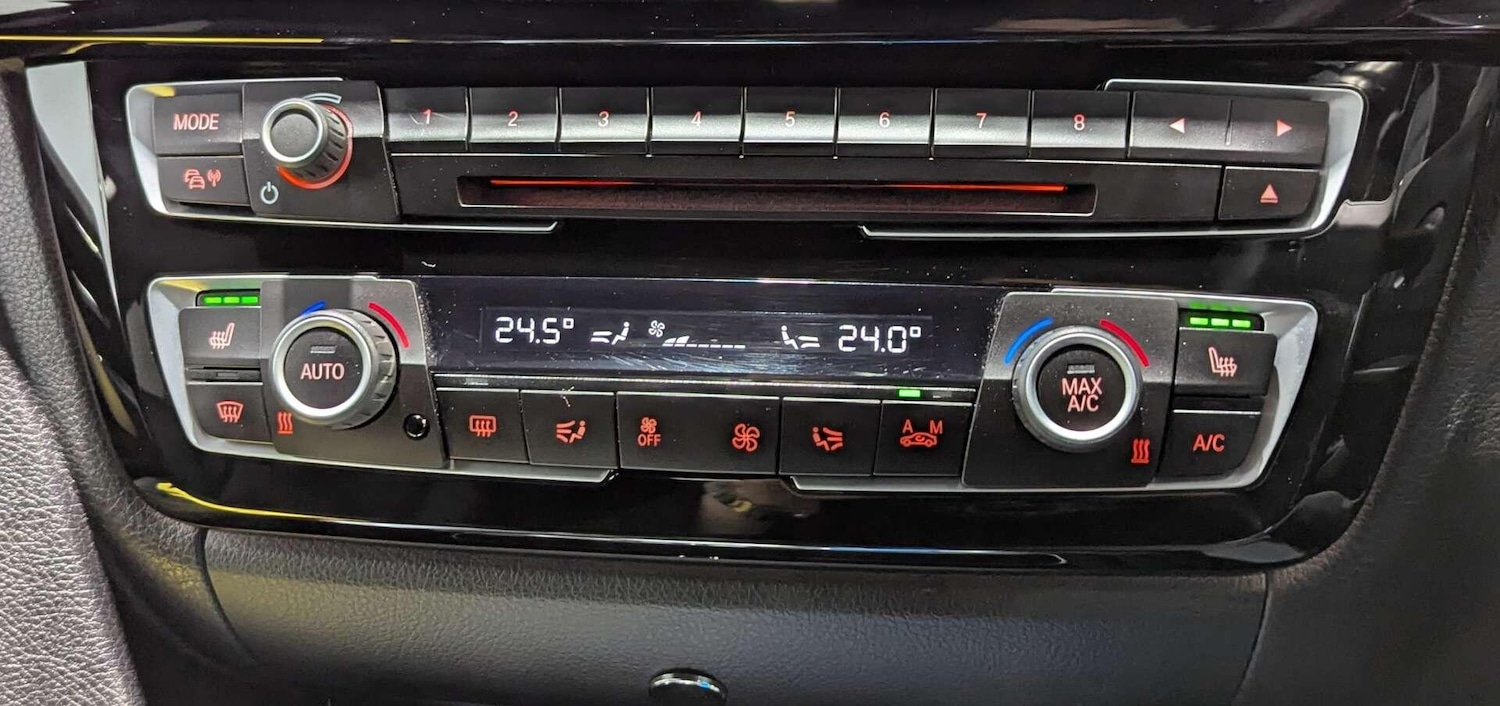 MODE 1 2 3 4 5 6 7 8
24.5° 24.0°
AUTO
MAX
A/C
OFF
A M
A/C